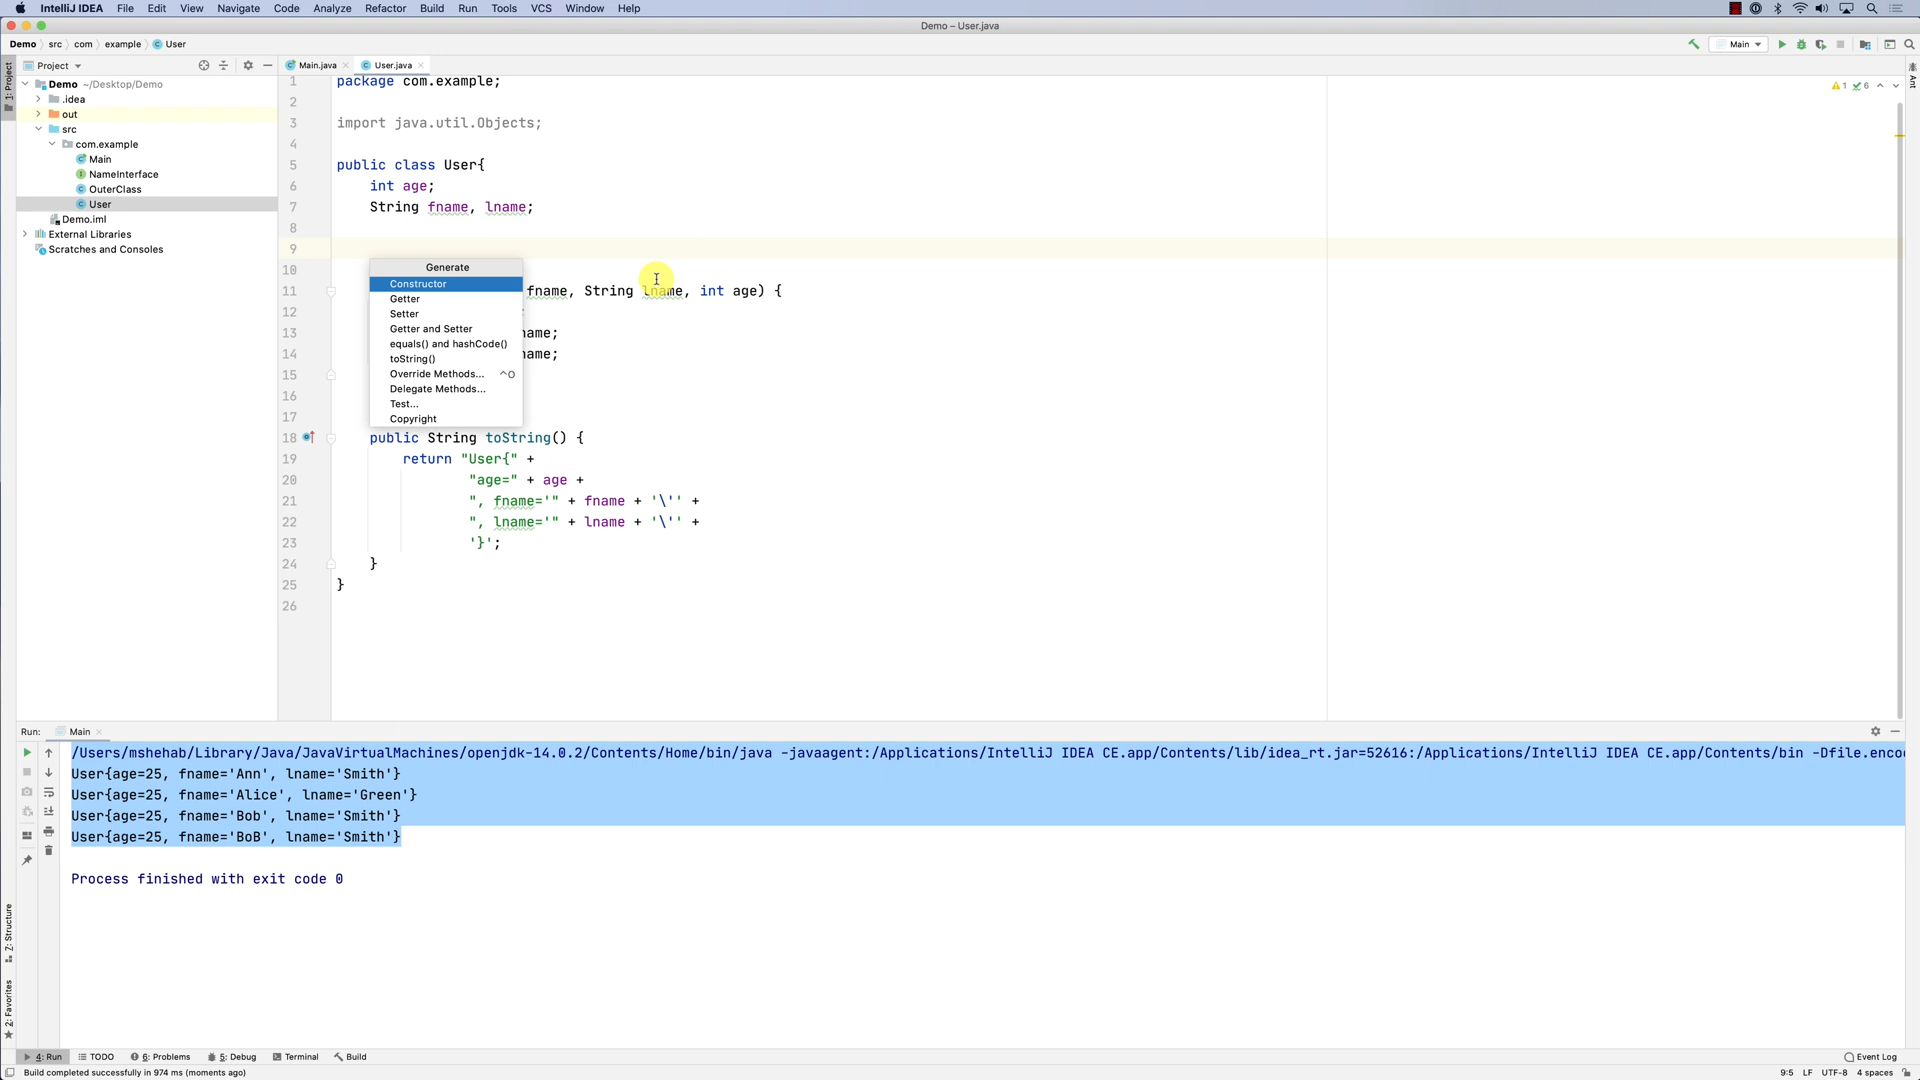 IntelliJ IDEA File Edit View Navigate Code Analyze Refactor Build Run Tools VCS Window Help
Demo – User.java
Demo src com example User
Main
Project
Main.java User.java
1: Project
Ant
Demo ~/Desktop/Demo
.idea
out
src
com.example
Main
NameInterface
OuterClass
User
Demo.iml
External Libraries
Scratches and Consoles
1 6
1 package com.example;
2
3 import java.util.Objects;
4
5 public class User{
6 int age;
7 String fname, lname;
8
9
10
11 fname, String lname, int age) {
12 ;
13 name;
14 name;
15
16
17
18 public String toString() {
19 return "User{" +
20 "age=" + age +
21 ", fname='" + fname + '\'' +
22 ", lname='" + lname + '\'' +
23 '}';
24 }
25 }
26
Generate
Constructor
Getter
Setter
Getter and Setter
equals() and hashCode()
toString()
Override Methods... ^O
Delegate Methods...
Test...
Copyright
Run: Main
/Users/mshehab/Library/Java/JavaVirtualMachines/openjdk-14.0.2/Contents/Home/bin/java -javaagent:/Applications/IntelliJ IDEA CE.app/Contents/lib/idea_rt.jar=52616:/Applications/IntelliJ IDEA CE.app/Contents/bin -Dfile.enco
User{age=25, fname='Ann', lname='Smith'}
User{age=25, fname='Alice', lname='Green'}
User{age=25, fname='Bob', lname='Smith'}
User{age=25, fname='BoB', lname='Smith'}
Process finished with exit code 0
7: Structure
2: Favorites
4: Run TODO 6: Problems 5: Debug Terminal Build
Event Log
Build completed successfully in 974 ms (moments ago)
9:5 LF UTF-8 4 spaces